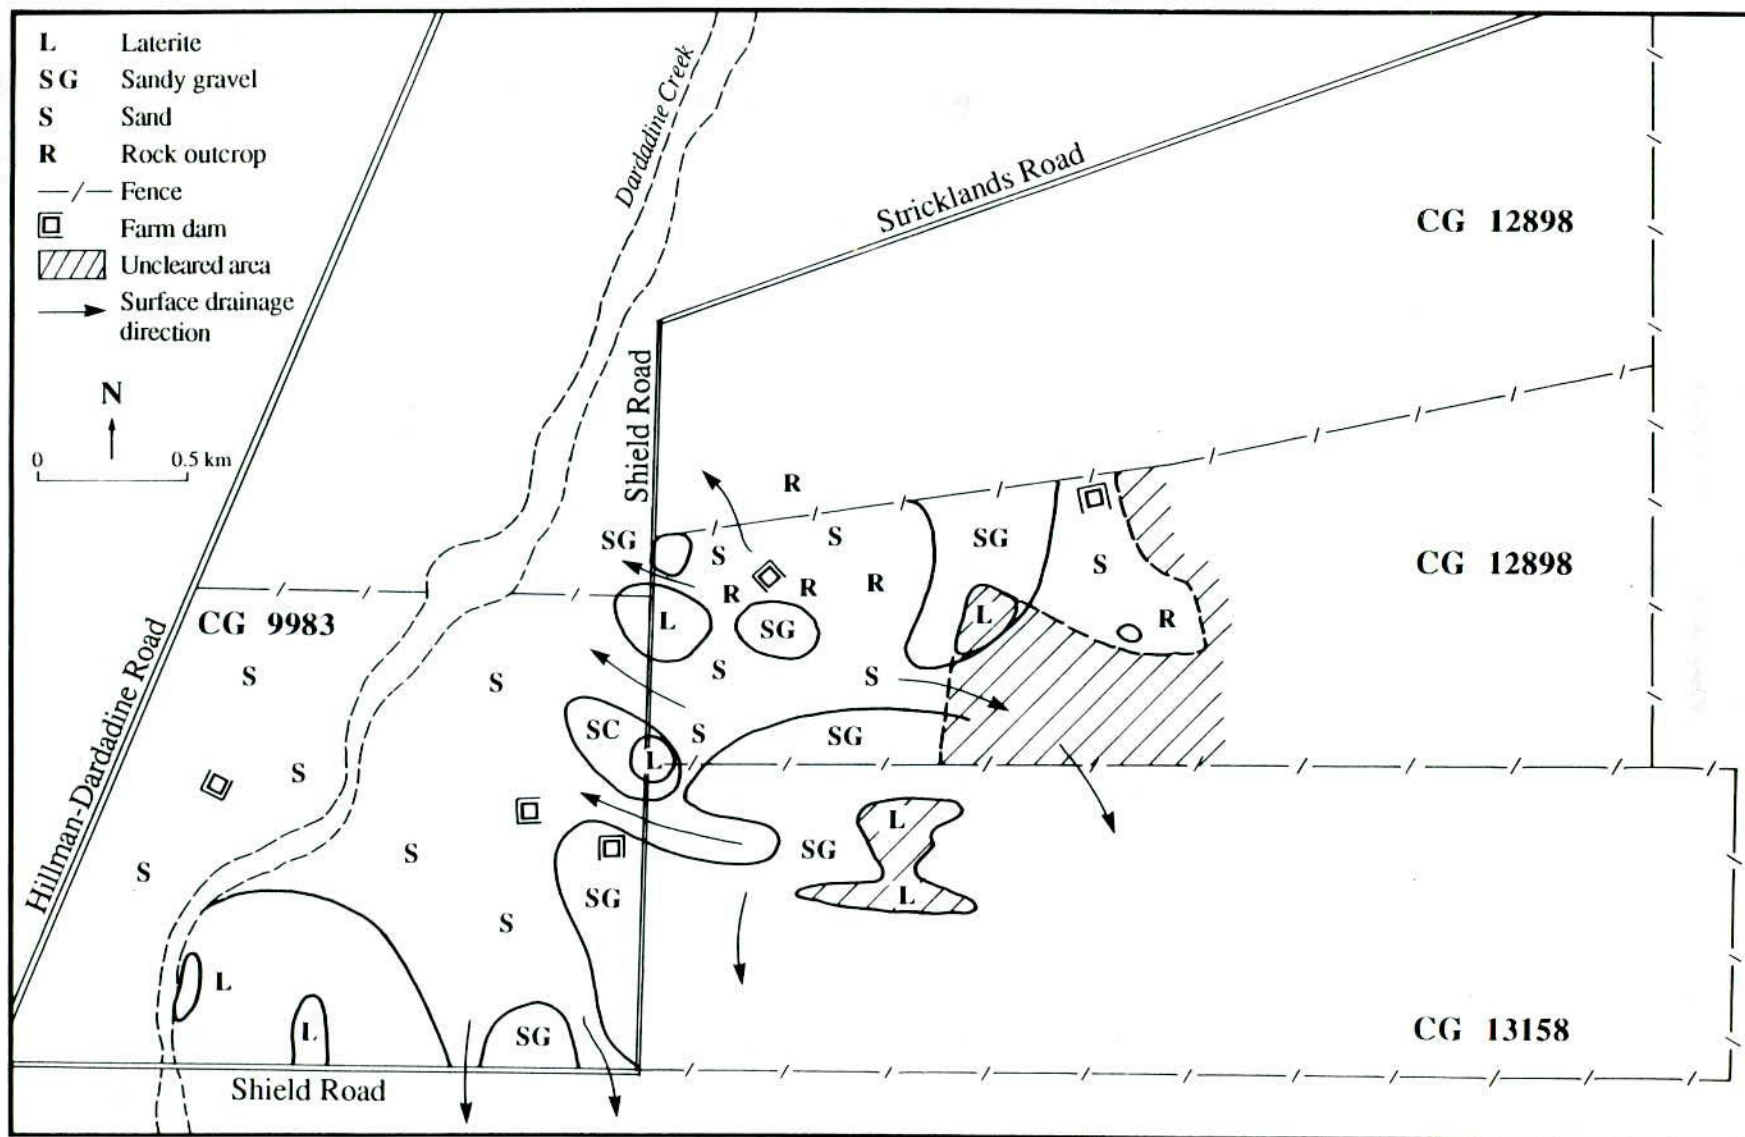 L Laterite
SG Sandy gravel
S Sand
R Rock outcrop
Fence
Farm dam
Uncleared area
Surface drainage
direction
N
0 0.5 km
Dardadine Creek
Stricklands Road
CG 12898
Shield Road
R
SG
S
S
SG
S
R
R
R
CG 12898
CG 9983
L
SG
L
R
Hillman-Dardadine Road
S
S
S
S
SC
S
SG
L
S
L
S
S
SG
SG
L
S
L
L
SG
CG 13158
Shield Road